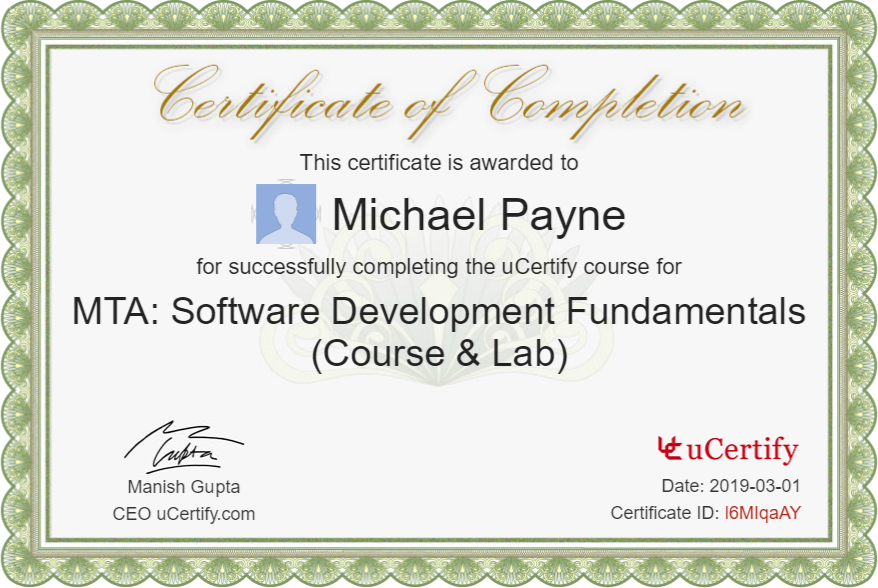 Certificate of Completion
This certificate is awarded to
Michael Payne
for successfully completing the uCertify course for
MTA: Software Development Fundamentals
(Course & Lab)
Gupta
Manish Gupta
CEO uCertify.com
uCertify
Date: 2019-03-01
Certificate ID: I6MIqaAY